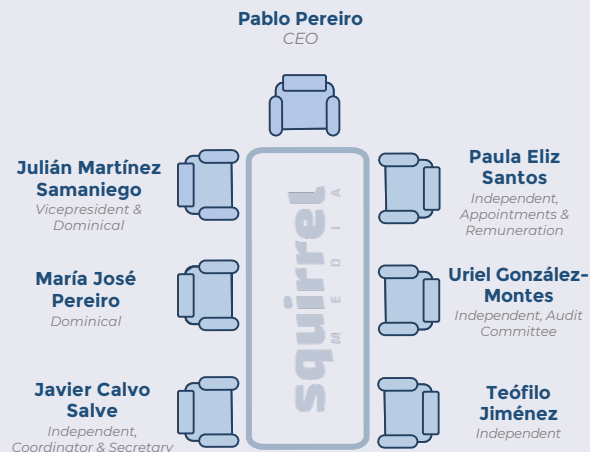 Pablo Pereiro
CEO
Julián Martínez
Samaniego
Vicepresident &
Dominical
Paula Eliz
Santos
Independent,
Appointments &
Remuneration
María José
Pereiro
Dominical
Uriel González-
Montes
Independent, Audit
Committee
Javier Calvo
Salve
Independent,
Coordinator & Secretary
Teófilo
Jiménez
Independent
squirrel
MEDIA